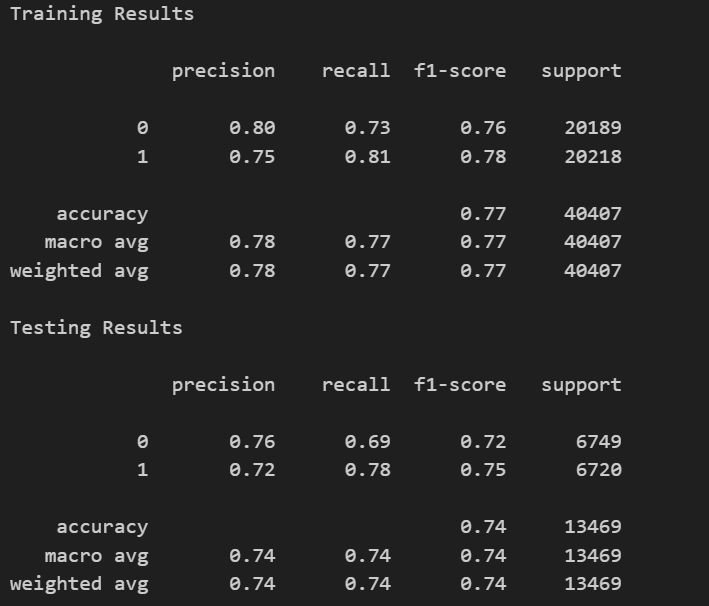 Training Results
precision recall f1-score support
0 0.80 0.73 0.76 20189
1 0.75 0.81 0.78 20218
accuracy 0.77 40407
macro avg 0.78 0.77 0.77 40407
weighted avg 0.78 0.77 0.77 40407
Testing Results
precision recall f1-score support
0 0.76 0.69 0.72 6749
1 0.72 0.78 0.75 6720
accuracy 0.74 13469
macro avg 0.74 0.74 0.74 13469
weighted avg 0.74 0.74 0.74 13469